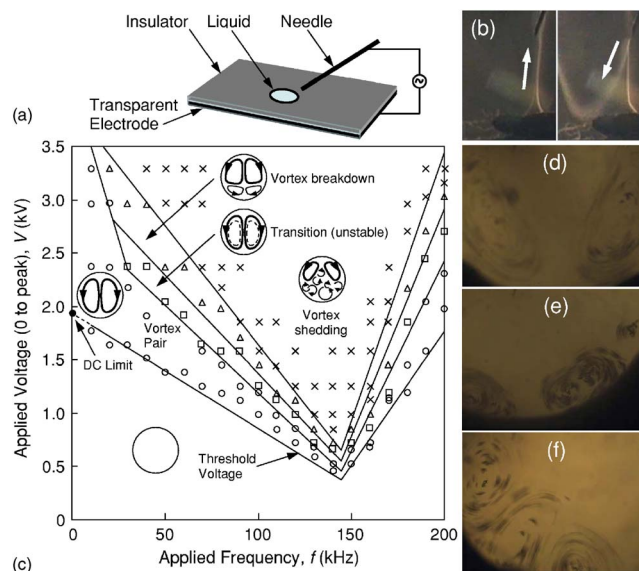 Insulator
Liquid
Needle
Transparent
Electrode
(a)
(b)
3.5
3.0
2.5
2.0
1.5
1.0
0.5
0
Applied Voltage (0 to peak), V (kV)
Vortex breakdown
Transition (unstable)
Vortex
shedding
Vortex
Pair
DC Limit
Threshold
Voltage
0
50
100
150
200
Applied Frequency, f (kHz)
(c)
(d)
(e)
(f)